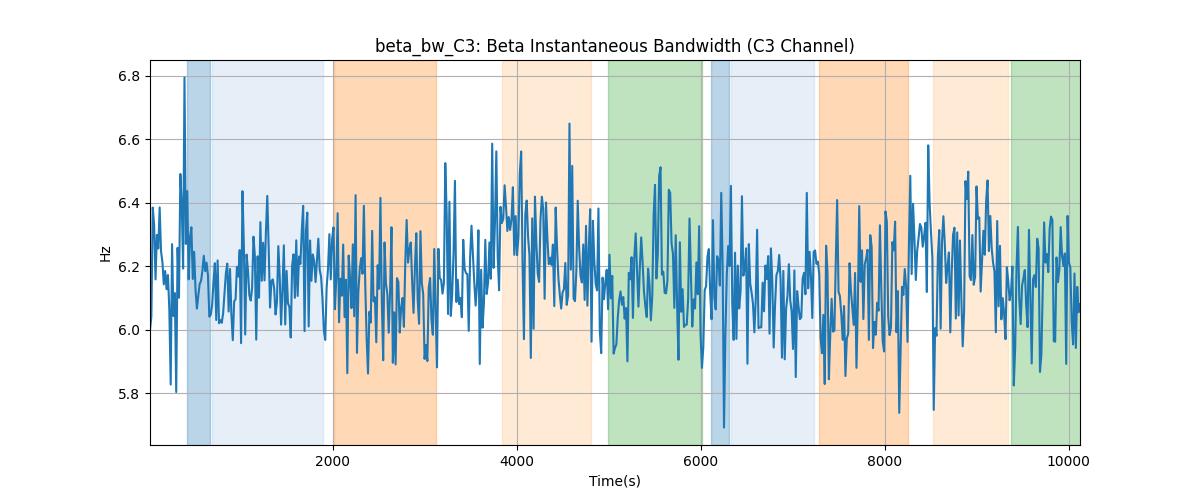 beta_bw_C3: Beta Instantaneous Bandwidth (C3 Channel)
6.8
6.6
6.4
6.2
6.0
5.8
Hz
2000 4000 6000 8000 10000
Time(s)